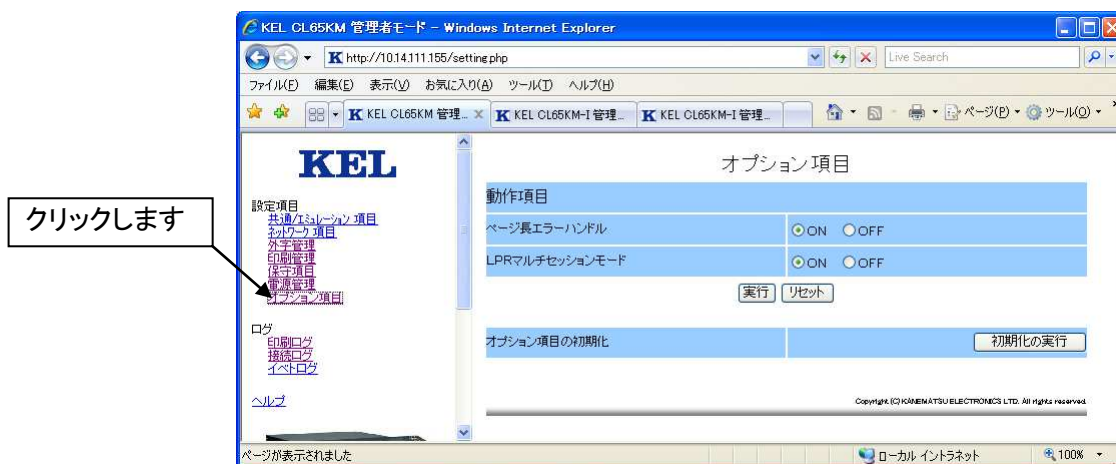 KEL CL65KM 管理者モード - Windows Internet Explorer
K http://10.14.111.155/setting.php
Live Search
ファイル(F) 編集(E) 表示(V) お気に入り(A) ツール(T) ヘルプ(H)
K KEL CL65KM 管理... K KEL CL65KM-I 管理... K KEL CL65KM-I 管理... ページ(P) ツール(O)
KEL
設定項目
共通/エミュレーション 項目
ネットワーク 項目
外字管理
印刷管理
保守項目
電源管理
オプション項目
クリックします
ログ
印刷ログ
接続ログ
イベトログ
ヘルプ
オプション項目
動作項目
ページ長エラーハンドル ON OFF
LPRマルチセッションモード ON OFF
実行 リセット
オプション項目の初期化 初期化の実行
Copyright (C) KANEMATSU ELECTRONICS LTD. All rights reserved.
ページが表示されました ローカル イントラネット 100%